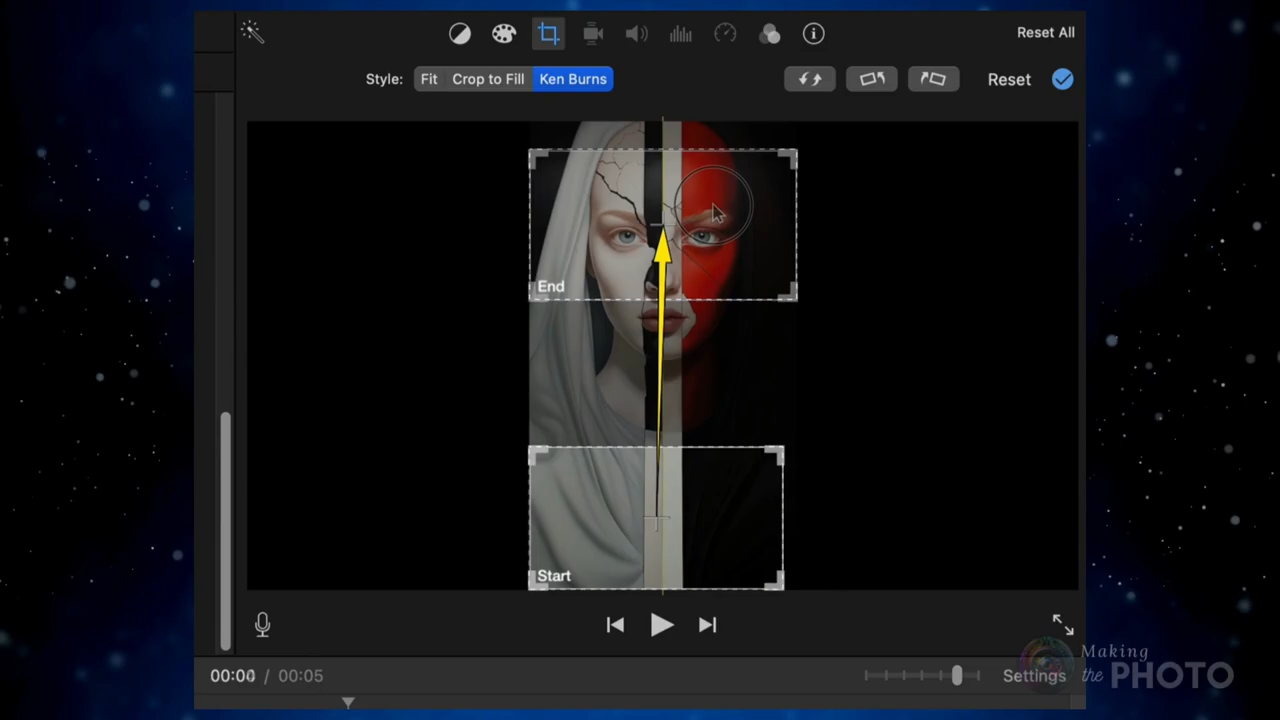 Reset All
Style: Fit Crop to Fill Ken Burns Reset
End
Start
00:04 / 00:05 Settings
Making
the PHOTO